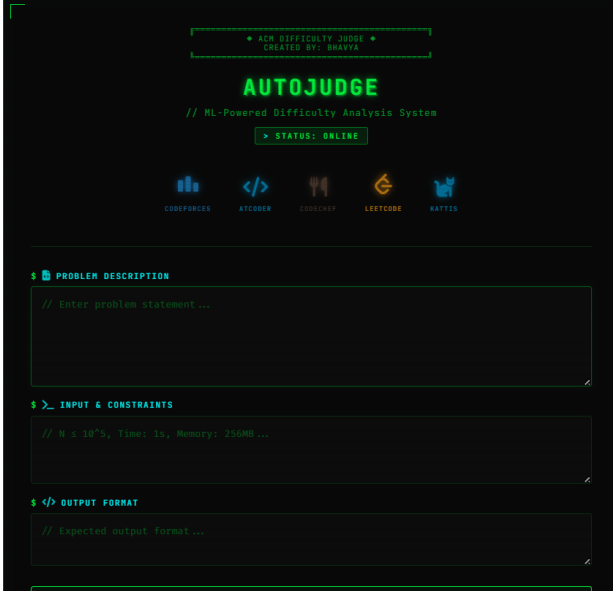 ◆ ACM DIFFICULTY JUDGE ◆
CREATED BY: BHAVYA
AUTOJUDGE
// ML-Powered Difficulty Analysis System
> STATUS: ONLINE
CODEFORCES ATCODER CODECHEF LEETCODE KATTIS
$ PROBLEM DESCRIPTION
// Enter problem statement...
$ INPUT & CONSTRAINTS
// N ≤ 10^5, Time: 1s, Memory: 256MB...
$ </> OUTPUT FORMAT
// Expected output format...